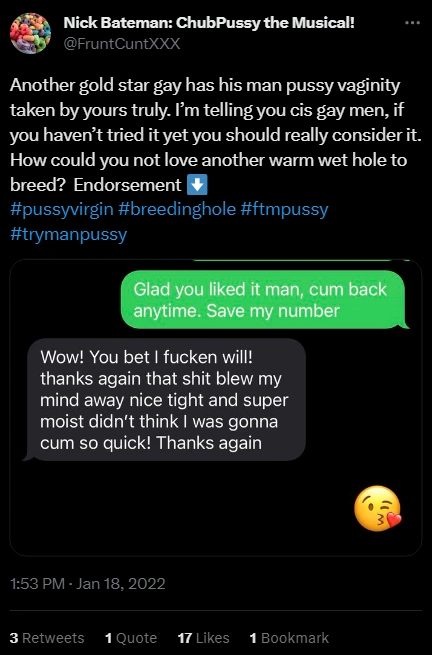 Nick Bateman: ChubPussy the Musical!
@FruntCuntXXX
Another gold star gay has his man pussy vaginity
taken by yours truly. I’m telling you cis gay men, if
you haven’t tried it yet you should really consider it.
How could you not love another warm wet hole to
breed? Endorsement ⬇️
#pussyvirgin #breedinghole #ftmpussy
#trymanpussy
Glad you liked it man, cum back
anytime. Save my number
Wow! You bet I fucken will!
thanks again that shit blew my
mind away nice tight and super
moist didn’t think I was gonna
cum so quick! Thanks again
😘
1:53 PM · Jan 18, 2022
3 Retweets 1 Quote 17 Likes 1 Bookmark